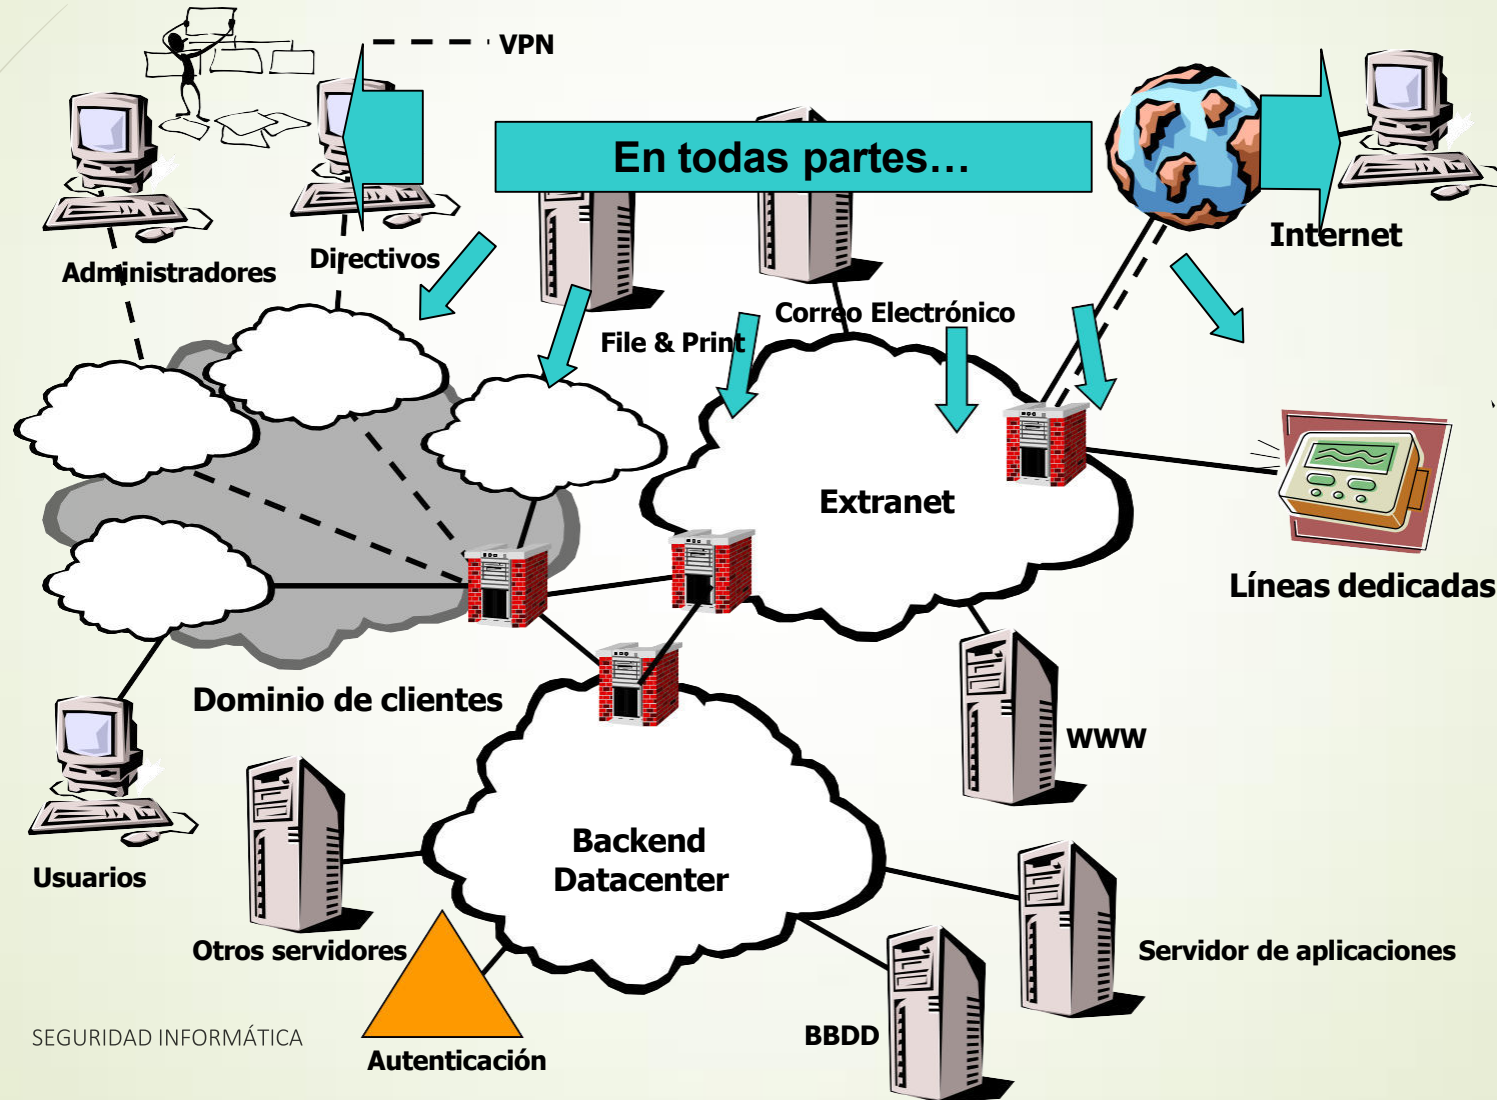 VPN
En todas partes…
Internet
Administradores
Directivos
Correo Electrónico
File & Print
Extranet
Líneas dedicadas
Dominio de clientes
WWW
Backend
Datacenter
Usuarios
Otros servidores
Servidor de aplicaciones
BBDD
Autenticación
SEGURIDAD INFORMÁTICA